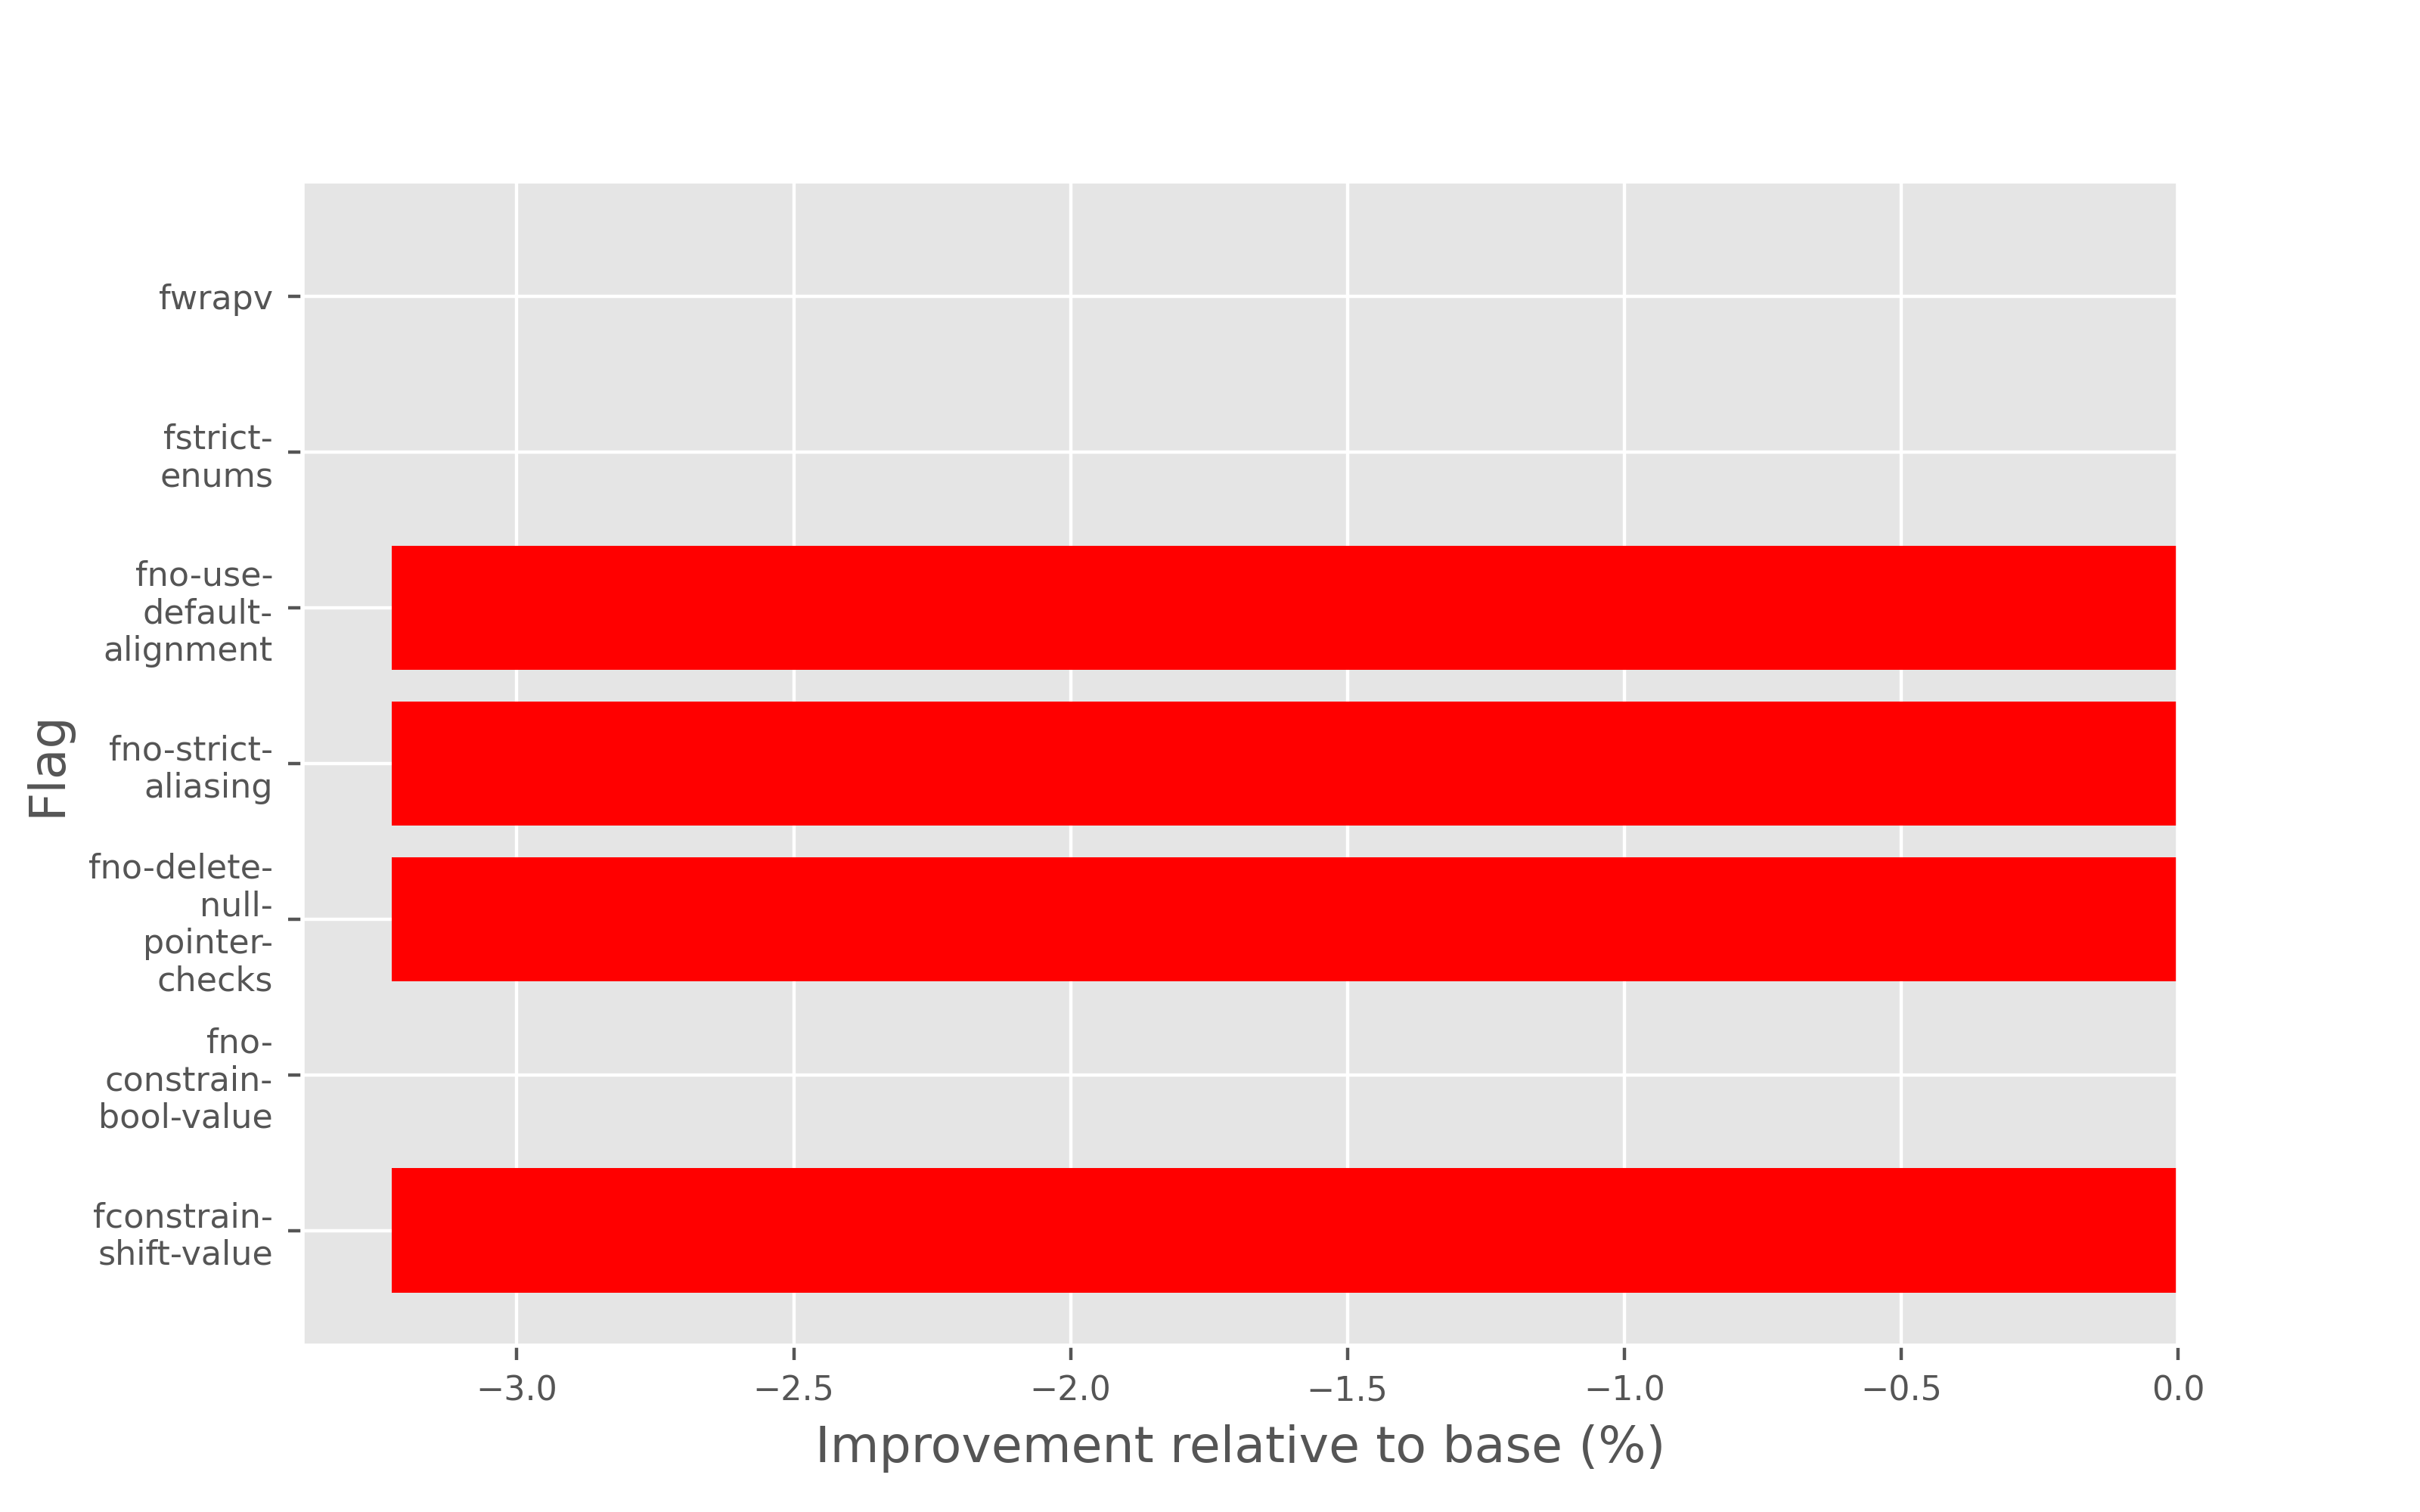 fwrapv
fstrict-
enums
fno-use-
default-
alignment
fno-strict-
aliasing
fno-delete-
null-
pointer-
checks
fno-
constrain-
bool-value
fconstrain-
shift-value
Flag
−3.0 −2.5 −2.0 −1.5 −1.0 −0.5 0.0
Improvement relative to base (%)